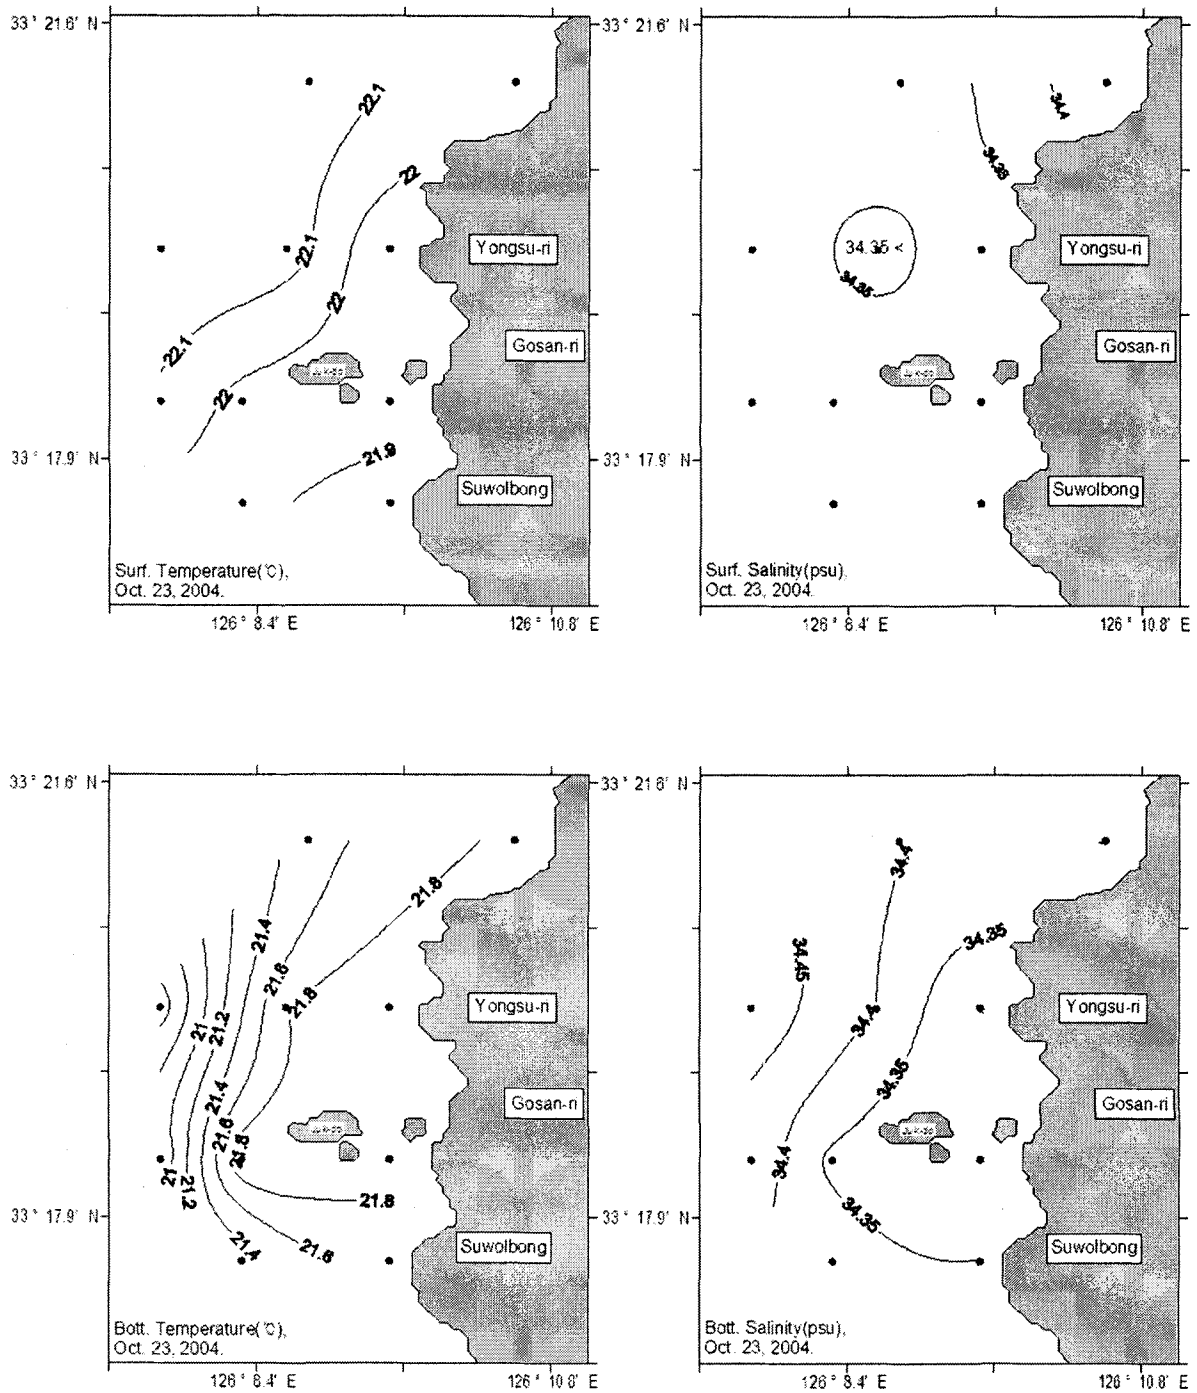 33° 21.6' N
33° 21.6' N
22.1
34.4
22
34.35
22.1
Yongsu-ri
34.35 <
Yongsu-ri
22
34.35
22.1
Gosan-ri
Gosan-ri
22
21.9
33° 17.9' N
33° 17.9' N
Suwolbong
Suwolbong
Surf. Temperature(℃),
Oct. 23, 2004.
Surf. Salinity(psu),
Oct. 23, 2004.
126° 8.4' E
126° 10.8' E
126° 8.4' E
126° 10.8' E
33° 21.6' N
33° 21.6' N
21.8
34.4
21.4
34.35
21.6
34.45
21.8
Yongsu-ri
Yongsu-ri
21
21.2
34.4
21.4
34.35
Gosan-ri
Gosan-ri
21.6
21.8
34.4
21
21.2
21.8
34.35
33° 17.9' N
33° 17.9' N
21.4
21.6
Suwolbong
Suwolbong
Bott. Temperature(℃),
Oct. 23, 2004.
Bott. Salinity(psu),
Oct. 23, 2004.
126° 8.4' E
126° 10.8' E
126° 8.4' E
126° 10.8' E